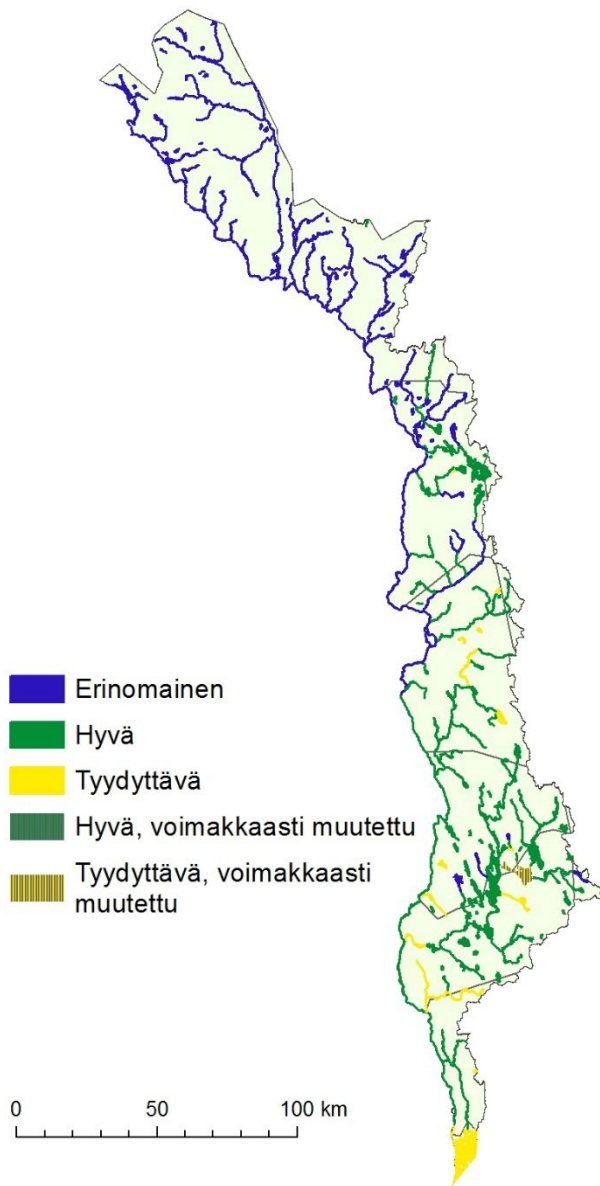 Erinomainen
Hyvä
Tyydyttävä
Hyvä, voimakkaasti muutettu
Tyydyttävä, voimakkaasti
muutettu
0 50 100 km